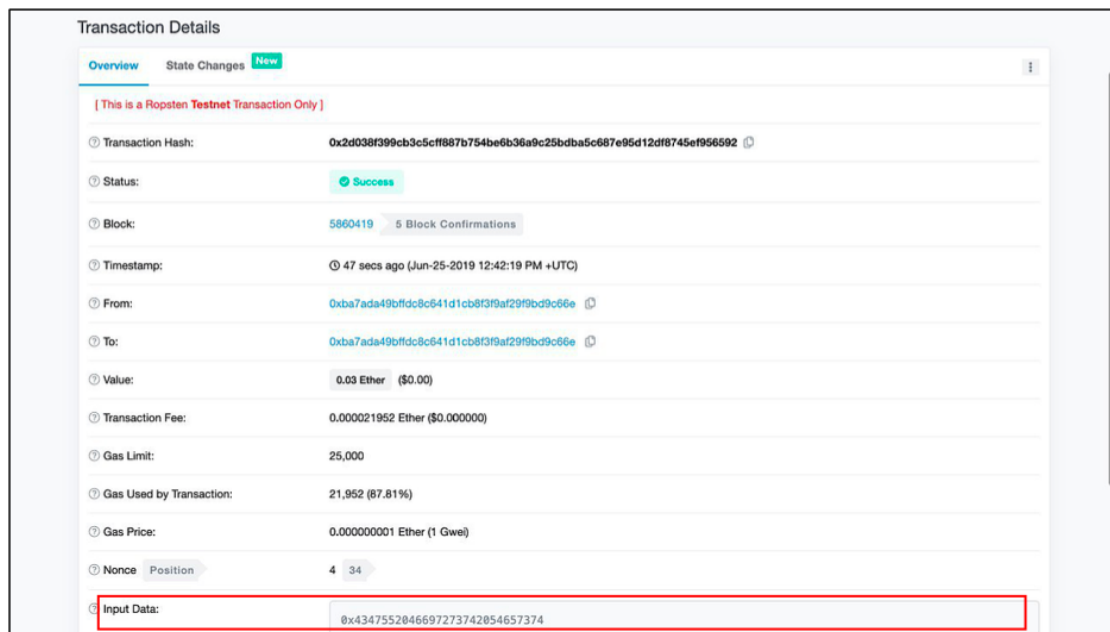 Transaction Details
Overview State Changes New
[ This is a Ropsten Testnet Transaction Only ]
Transaction Hash: 0x2d038f399cb3c5cff887b754be6b36a9c25bdba5c687e95d12df8745ef956592
Status: Success
Block: 5860419 5 Block Confirmations
Timestamp: 47 secs ago (Jun-25-2019 12:42:19 PM +UTC)
From: 0xba7ada49bffdc8c641d1cb8f3f9af29f9bd9c66e
To: 0xba7ada49bffdc8c641d1cb8f3f9af29f9bd9c66e
Value: 0.03 Ether ($0.00)
Transaction Fee: 0.000021952 Ether ($0.000000)
Gas Limit: 25,000
Gas Used by Transaction: 21,952 (87.81%)
Gas Price: 0.000000001 Ether (1 Gwei)
Nonce Position 4 34
Input Data: 0x4347552046697273742054657374